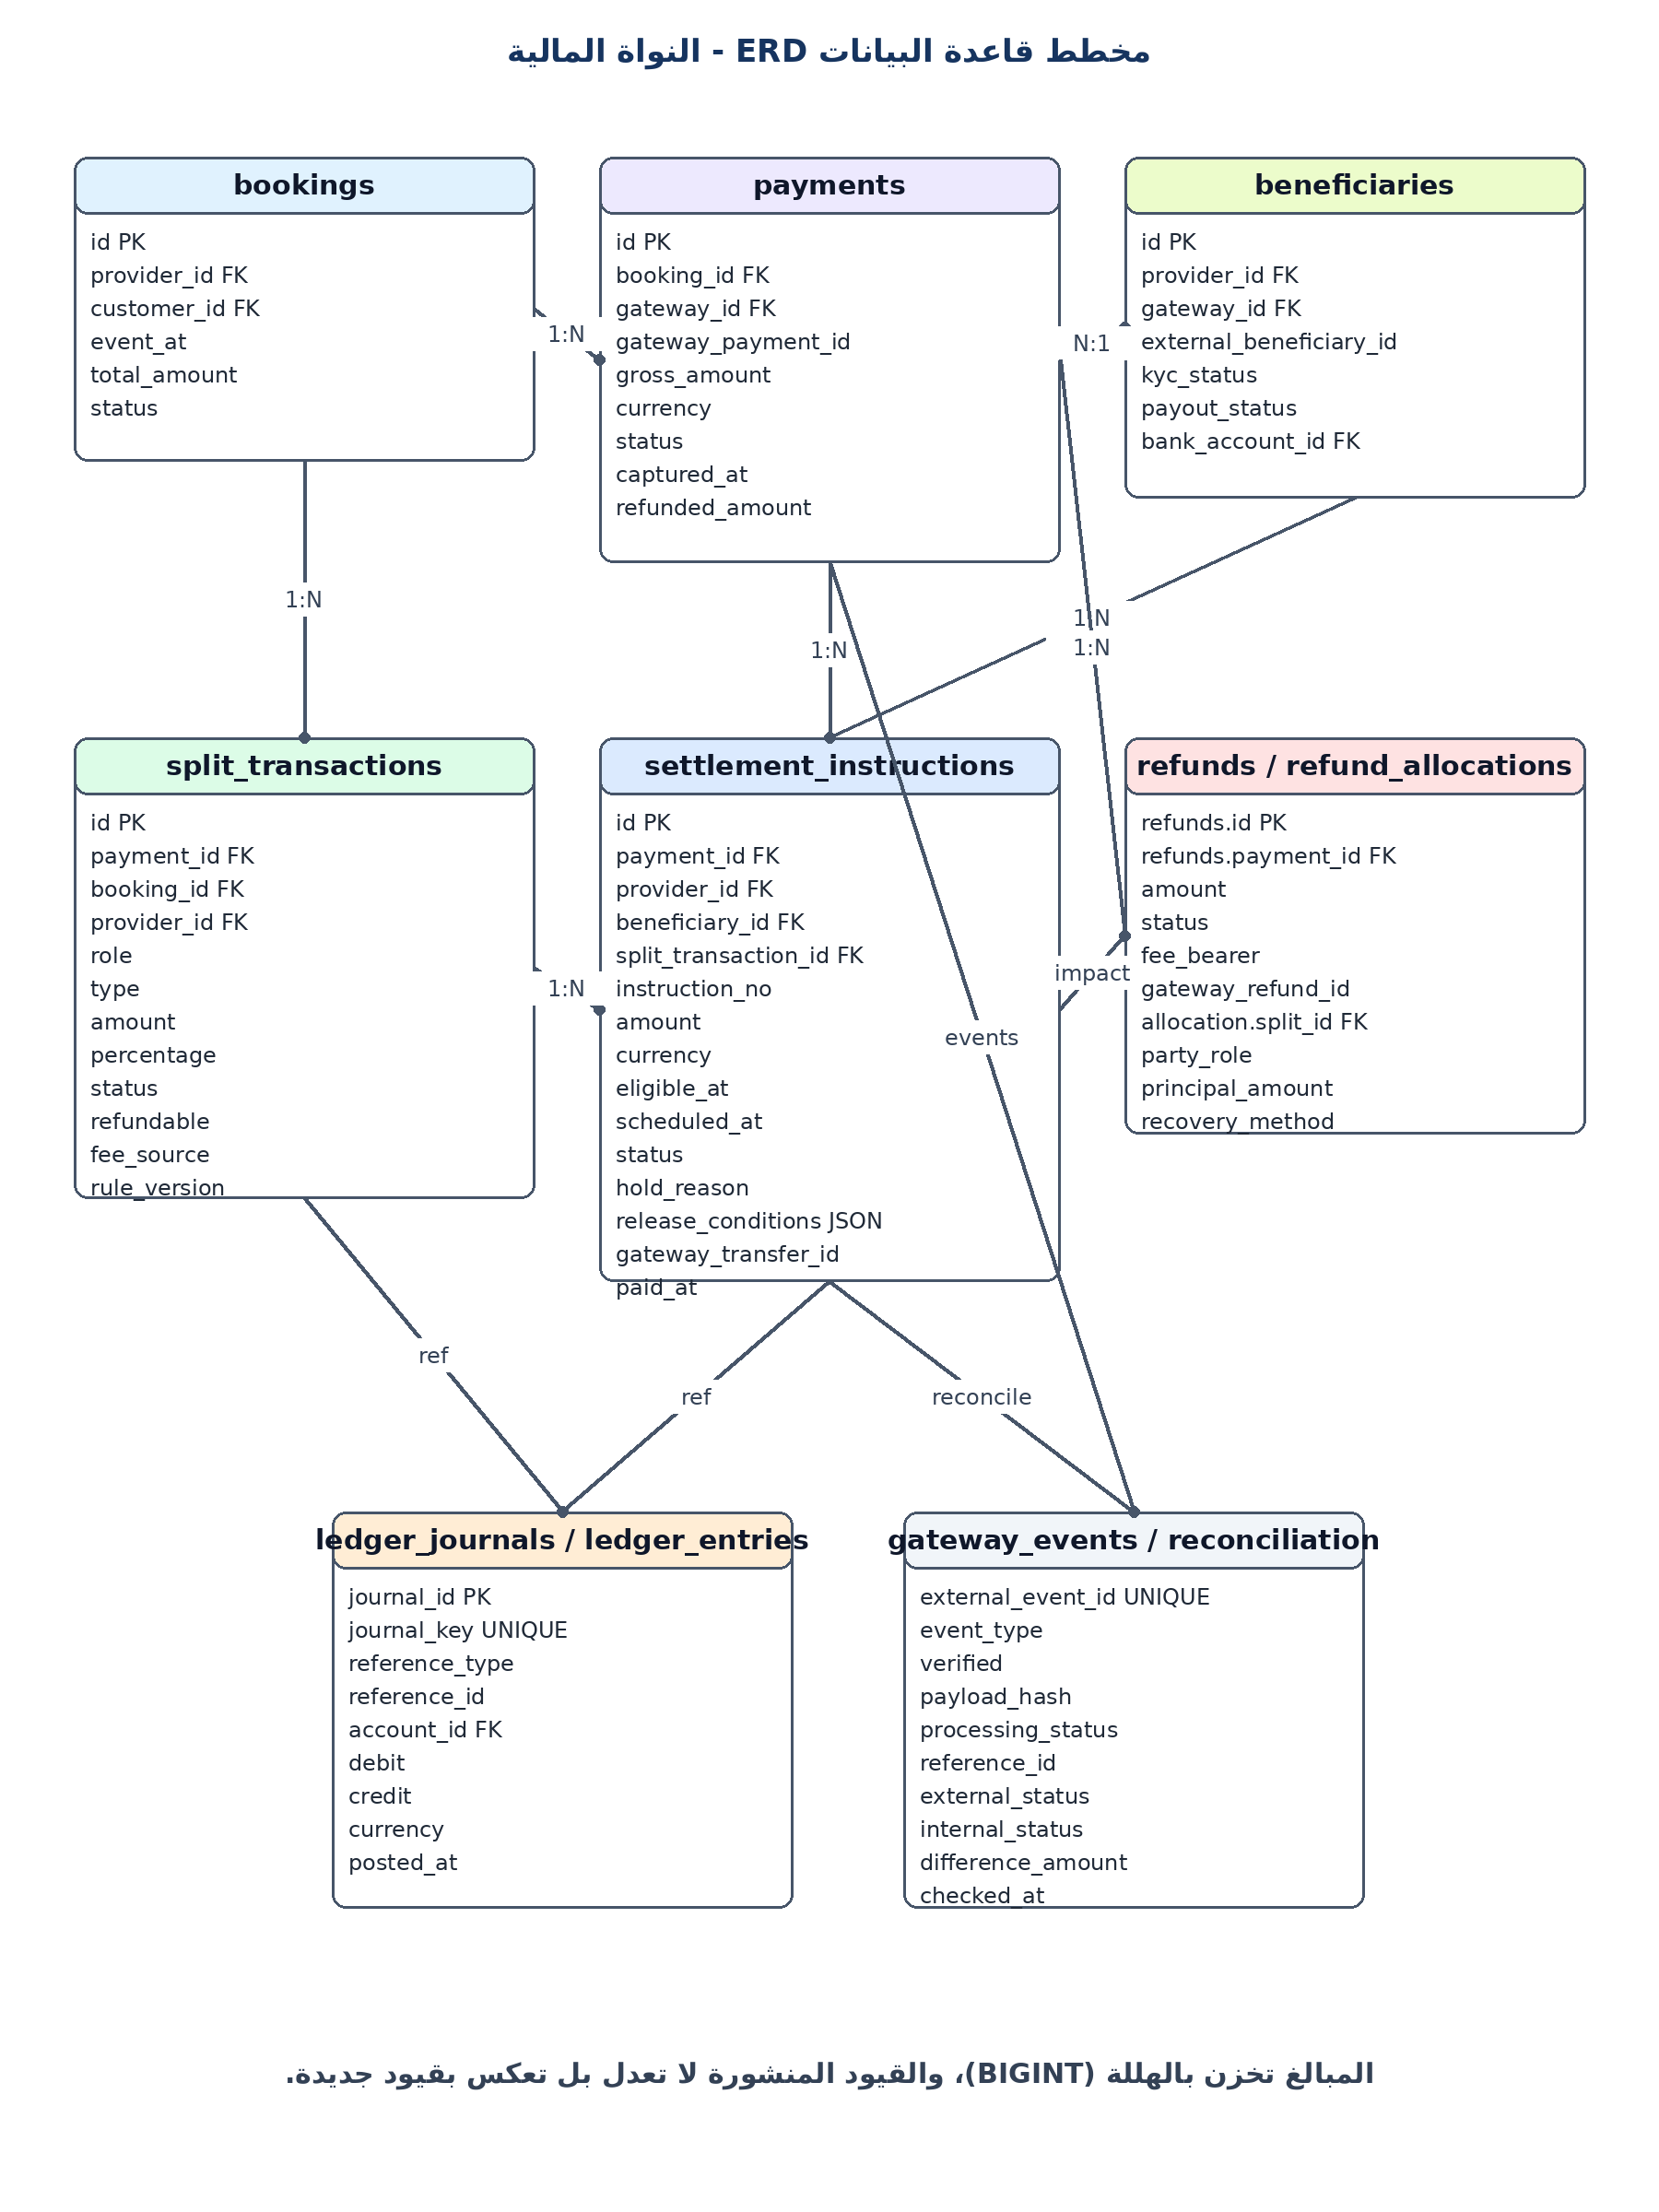 مخطط قاعدة البيانات ERD - النواة المالية
bookings
id PK
provider_id FK
customer_id FK
event_at
total_amount
status
1:N
payments
id PK
booking_id FK
gateway_id FK
gateway_payment_id
gross_amount
currency
status
captured_at
refunded_amount
N:1
beneficiaries
id PK
provider_id FK
gateway_id FK
external_beneficiary_id
kyc_status
payout_status
bank_account_id FK
1:N
1:N
1:N
1:N
split_transactions
id PK
payment_id FK
booking_id FK
provider_id FK
role
type
amount
percentage
status
refundable
fee_source
rule_version
1:N
settlement_instructions
id PK
payment_id FK
provider_id FK
beneficiary_id FK
split_transaction_id FK
instruction_no
amount
currency
eligible_at
scheduled_at
status
hold_reason
release_conditions JSON
gateway_transfer_id
paid_at
events
impact
refunds / refund_allocations
refunds.id PK
refunds.payment_id FK
amount
status
fee_bearer
gateway_refund_id
allocation.split_id FK
party_role
principal_amount
recovery_method
ref
ref
reconcile
ledger_journals / ledger_entries
journal_id PK
journal_key UNIQUE
reference_type
reference_id
account_id FK
debit
credit
currency
posted_at
gateway_events / reconciliation
external_event_id UNIQUE
event_type
verified
payload_hash
processing_status
reference_id
external_status
internal_status
difference_amount
checked_at
المبالغ تخزن بالهللة (BIGINT)، والقيود المنشورة لا تعدل بل تعكس بقيود جديدة.